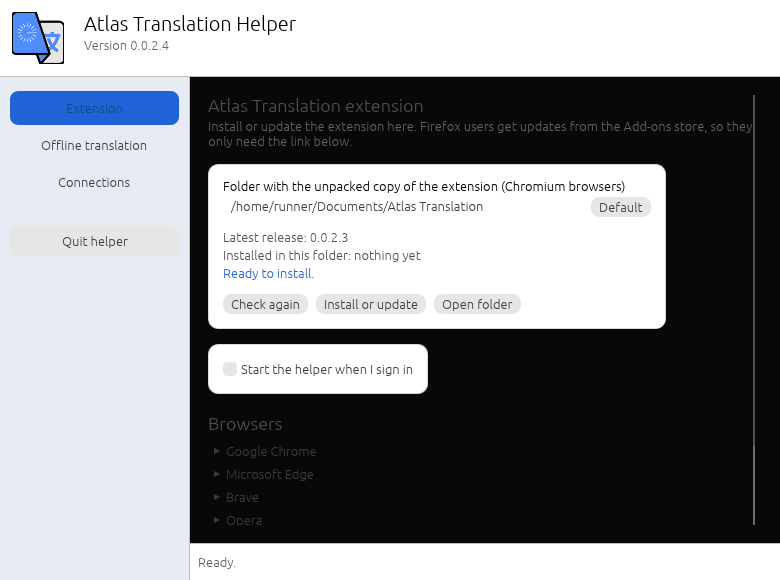 Atlas Translation Helper
Version 0.0.2.4
Extension
Offline translation
Connections
Quit helper
Atlas Translation extension
Install or update the extension here. Firefox users get updates from the Add-ons store, so they
only need the link below.
Folder with the unpacked copy of the extension (Chromium browsers)
/home/runner/Documents/Atlas Translation
Default
Latest release: 0.0.2.3
Installed in this folder: nothing yet
Ready to install.
Check again
Install or update
Open folder
Start the helper when I sign in
Browsers
Google Chrome
Microsoft Edge
Brave
Opera
Ready.